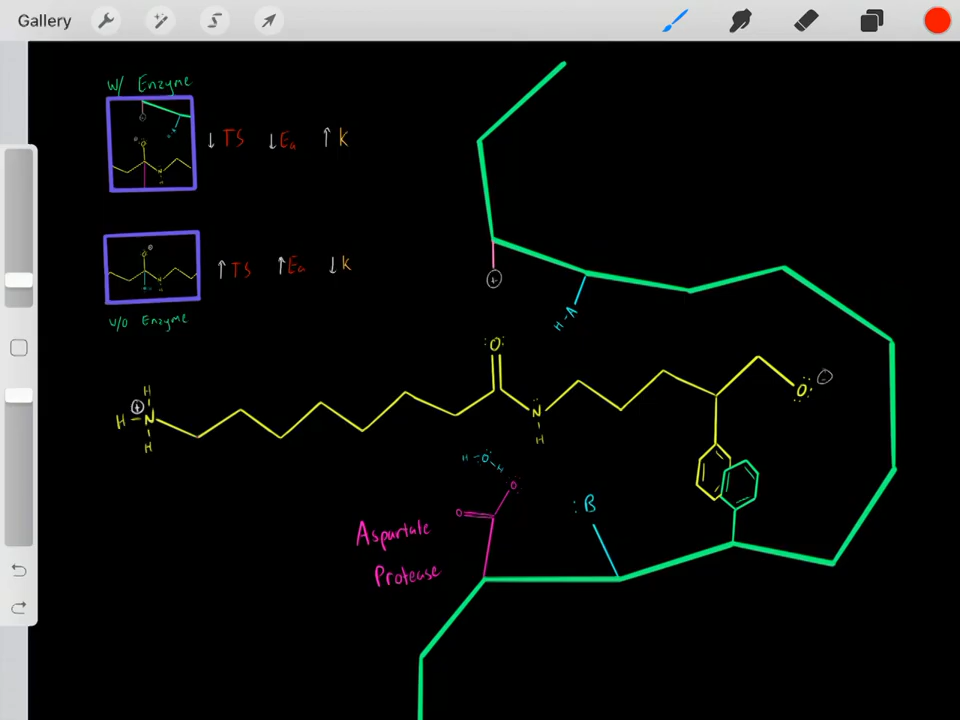 Gallery
W/ Enzyme
↓ TS ↓ Ea ↑ K
↑ TS ↑ Ea ↓ K
W/O Enzyme
⊕
H-A
:O:
H
⊕
H - N
H
N
H
:O: ⊖
H - O - H
O
O
:B
Aspartate
Protease